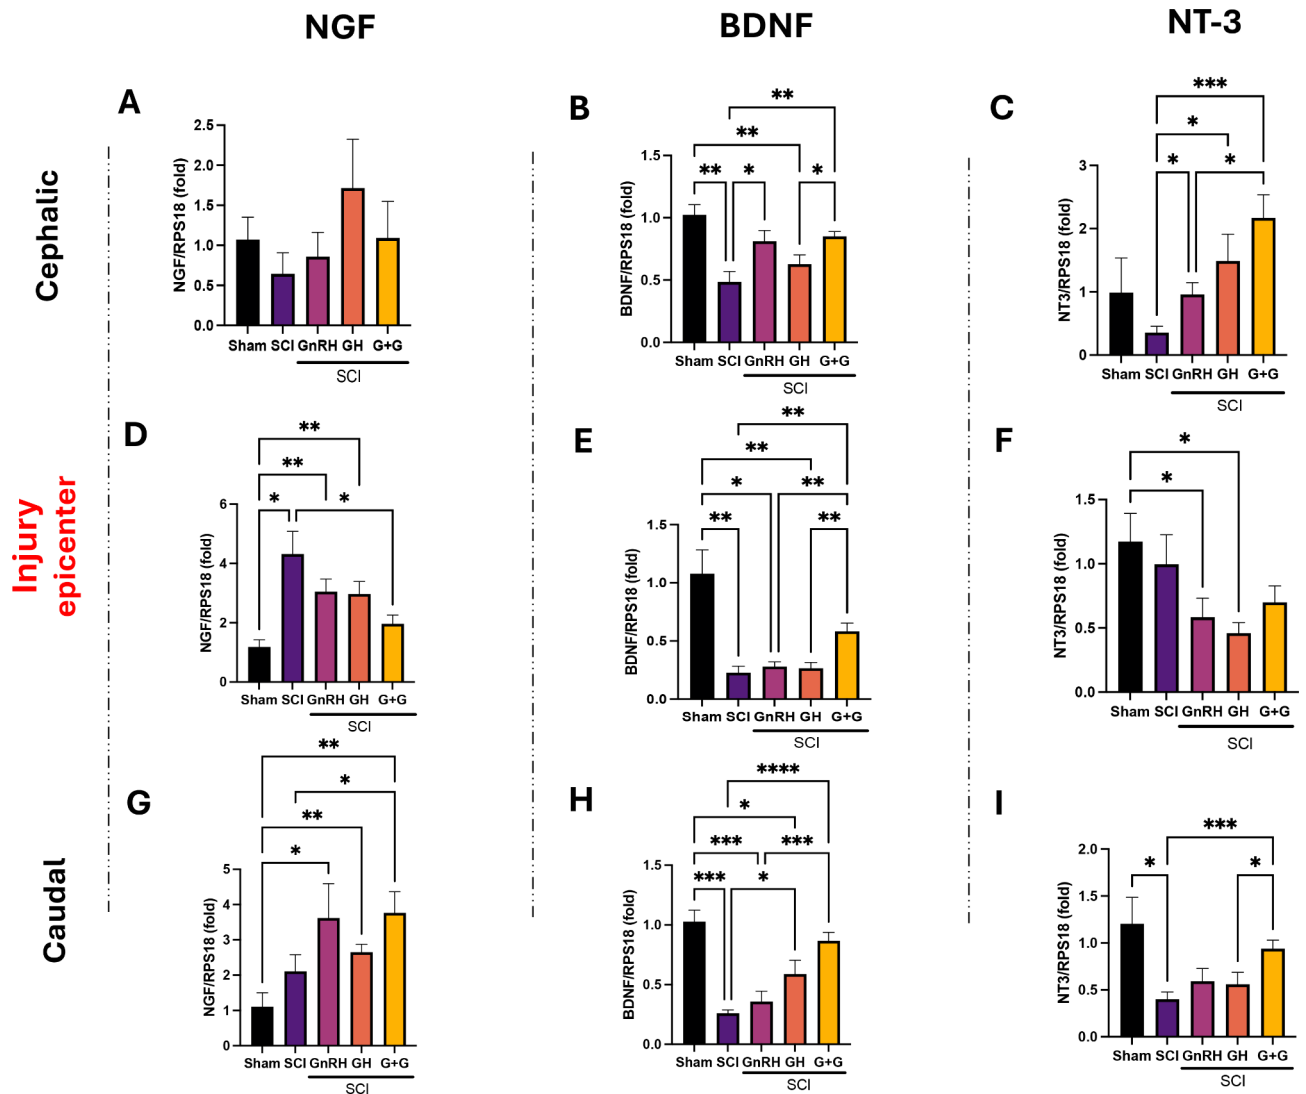 NGF
BDNF
NT-3
Cephalic
A
NGF/RPS18 (fold)
2.5
2.0
1.5
1.0
0.5
0.0
Sham SCI GnRH GH G+G
SCI
B
**
**
** * *
BDNF/RPS18 (fold)
1.5
1.0
0.5
0.0
Sham SCI GnRH GH G+G
SCI
C
***
*
* *
NT3/RPS18 (fold)
3
2
1
0
Sham SCI GnRH GH G+G
SCI
Injury
epicenter
D
**
**
* *
NGF/RPS18 (fold)
6
4
2
0
Sham SCI GnRH GH G+G
SCI
E
**
**
* **
** **
BDNF/RPS18 (fold)
1.5
1.0
0.5
0.0
Sham SCI GnRH GH G+G
SCI
F
*
*
NT3/RPS18 (fold)
1.5
1.0
0.5
0.0
Sham SCI GnRH GH G+G
SCI
Caudal
G
**
*
**
*
NGF/RPS18 (fold)
5
4
3
2
1
0
Sham SCI GnRH GH G+G
SCI
H
****
*
*** ***
*** *
BDNF/RPS18 (fold)
1.5
1.0
0.5
0.0
Sham SCI GnRH GH G+G
SCI
I
***
* *
NT3/RPS18 (fold)
2.0
1.5
1.0
0.5
0.0
Sham SCI GnRH GH G+G
SCI